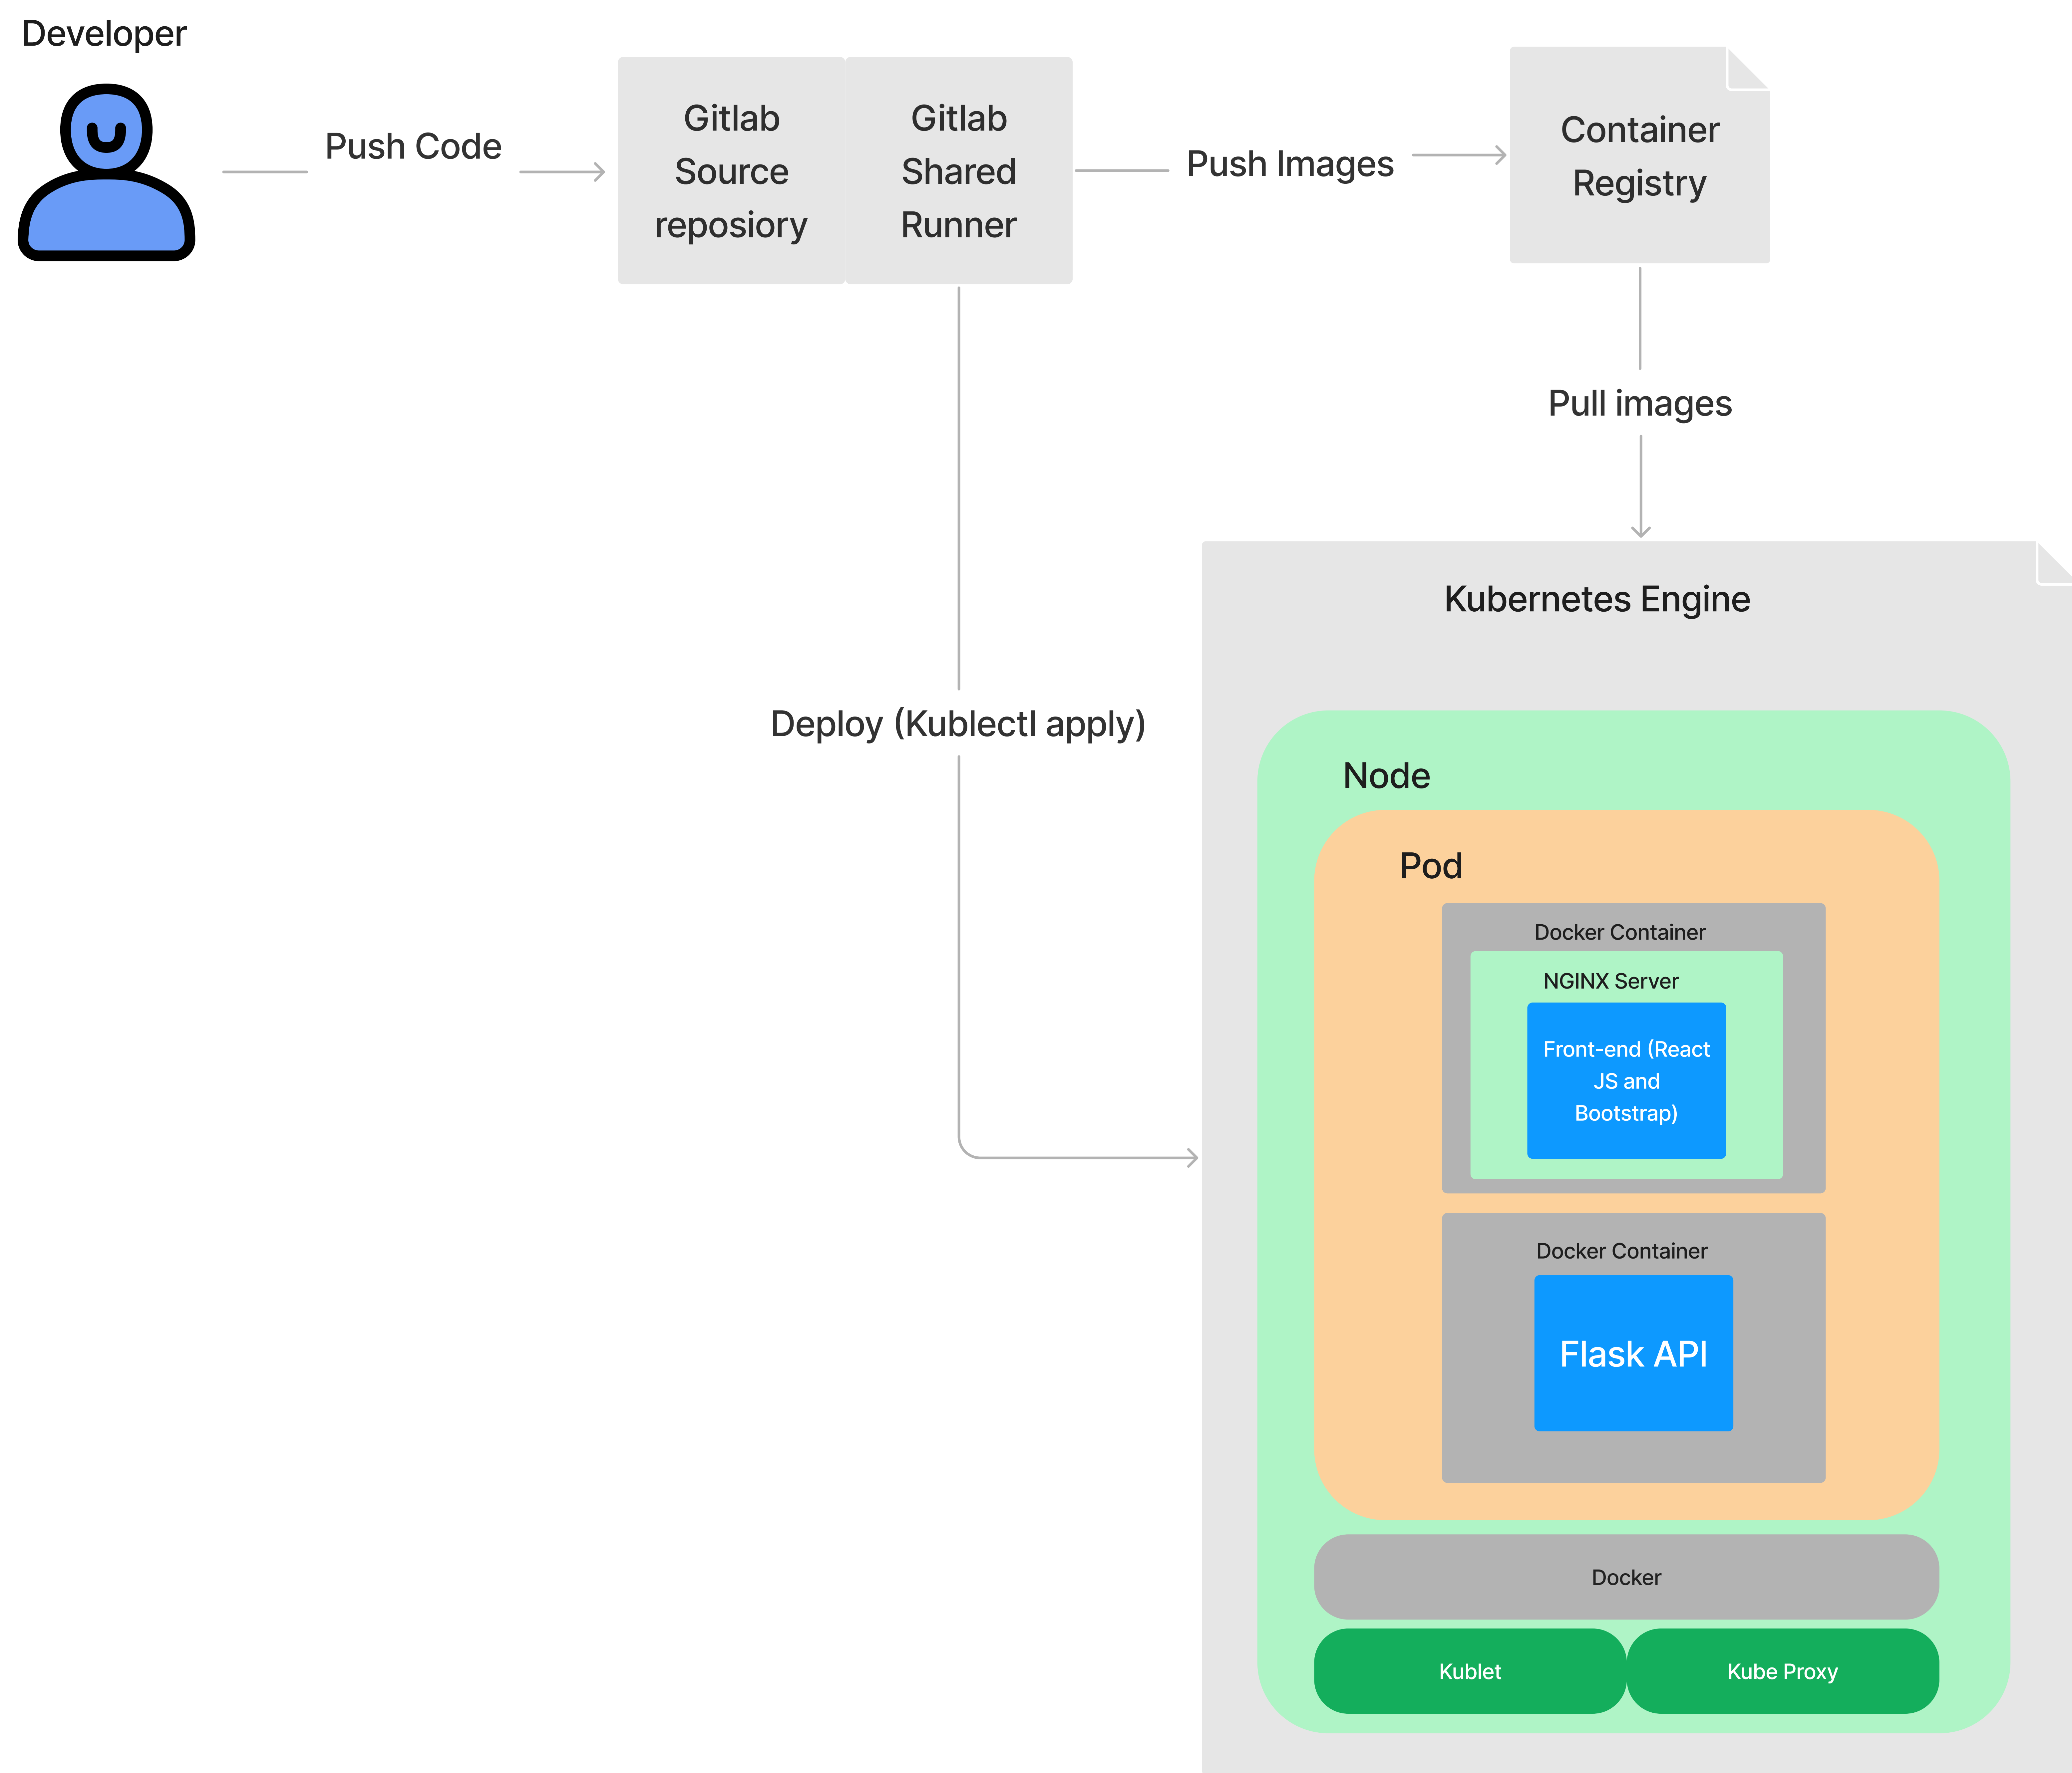 Developer
Push Code
Gitlab
Source
reposiory
Gitlab
Shared
Runner
Push Images
Container
Registry
Pull images
Kubernetes Engine
Deploy (Kublectl apply)
Node
Pod
Docker Container
NGINX Server
Front-end (React
JS and
Bootstrap)
Docker Container
Flask API
Docker
Kublet
Kube Proxy